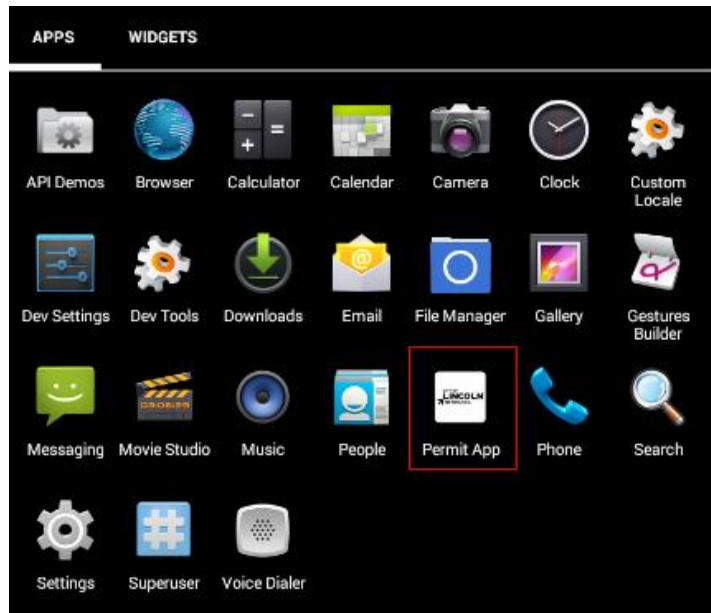 APPS WIDGETS
API Demos Browser Calculator Calendar Camera Clock Custom Locale
Dev Settings Dev Tools Downloads Email File Manager Gallery Gestures Builder
LINCOLN
Messaging Movie Studio Music People Permit App Phone Search
Settings Superuser Voice Dialer